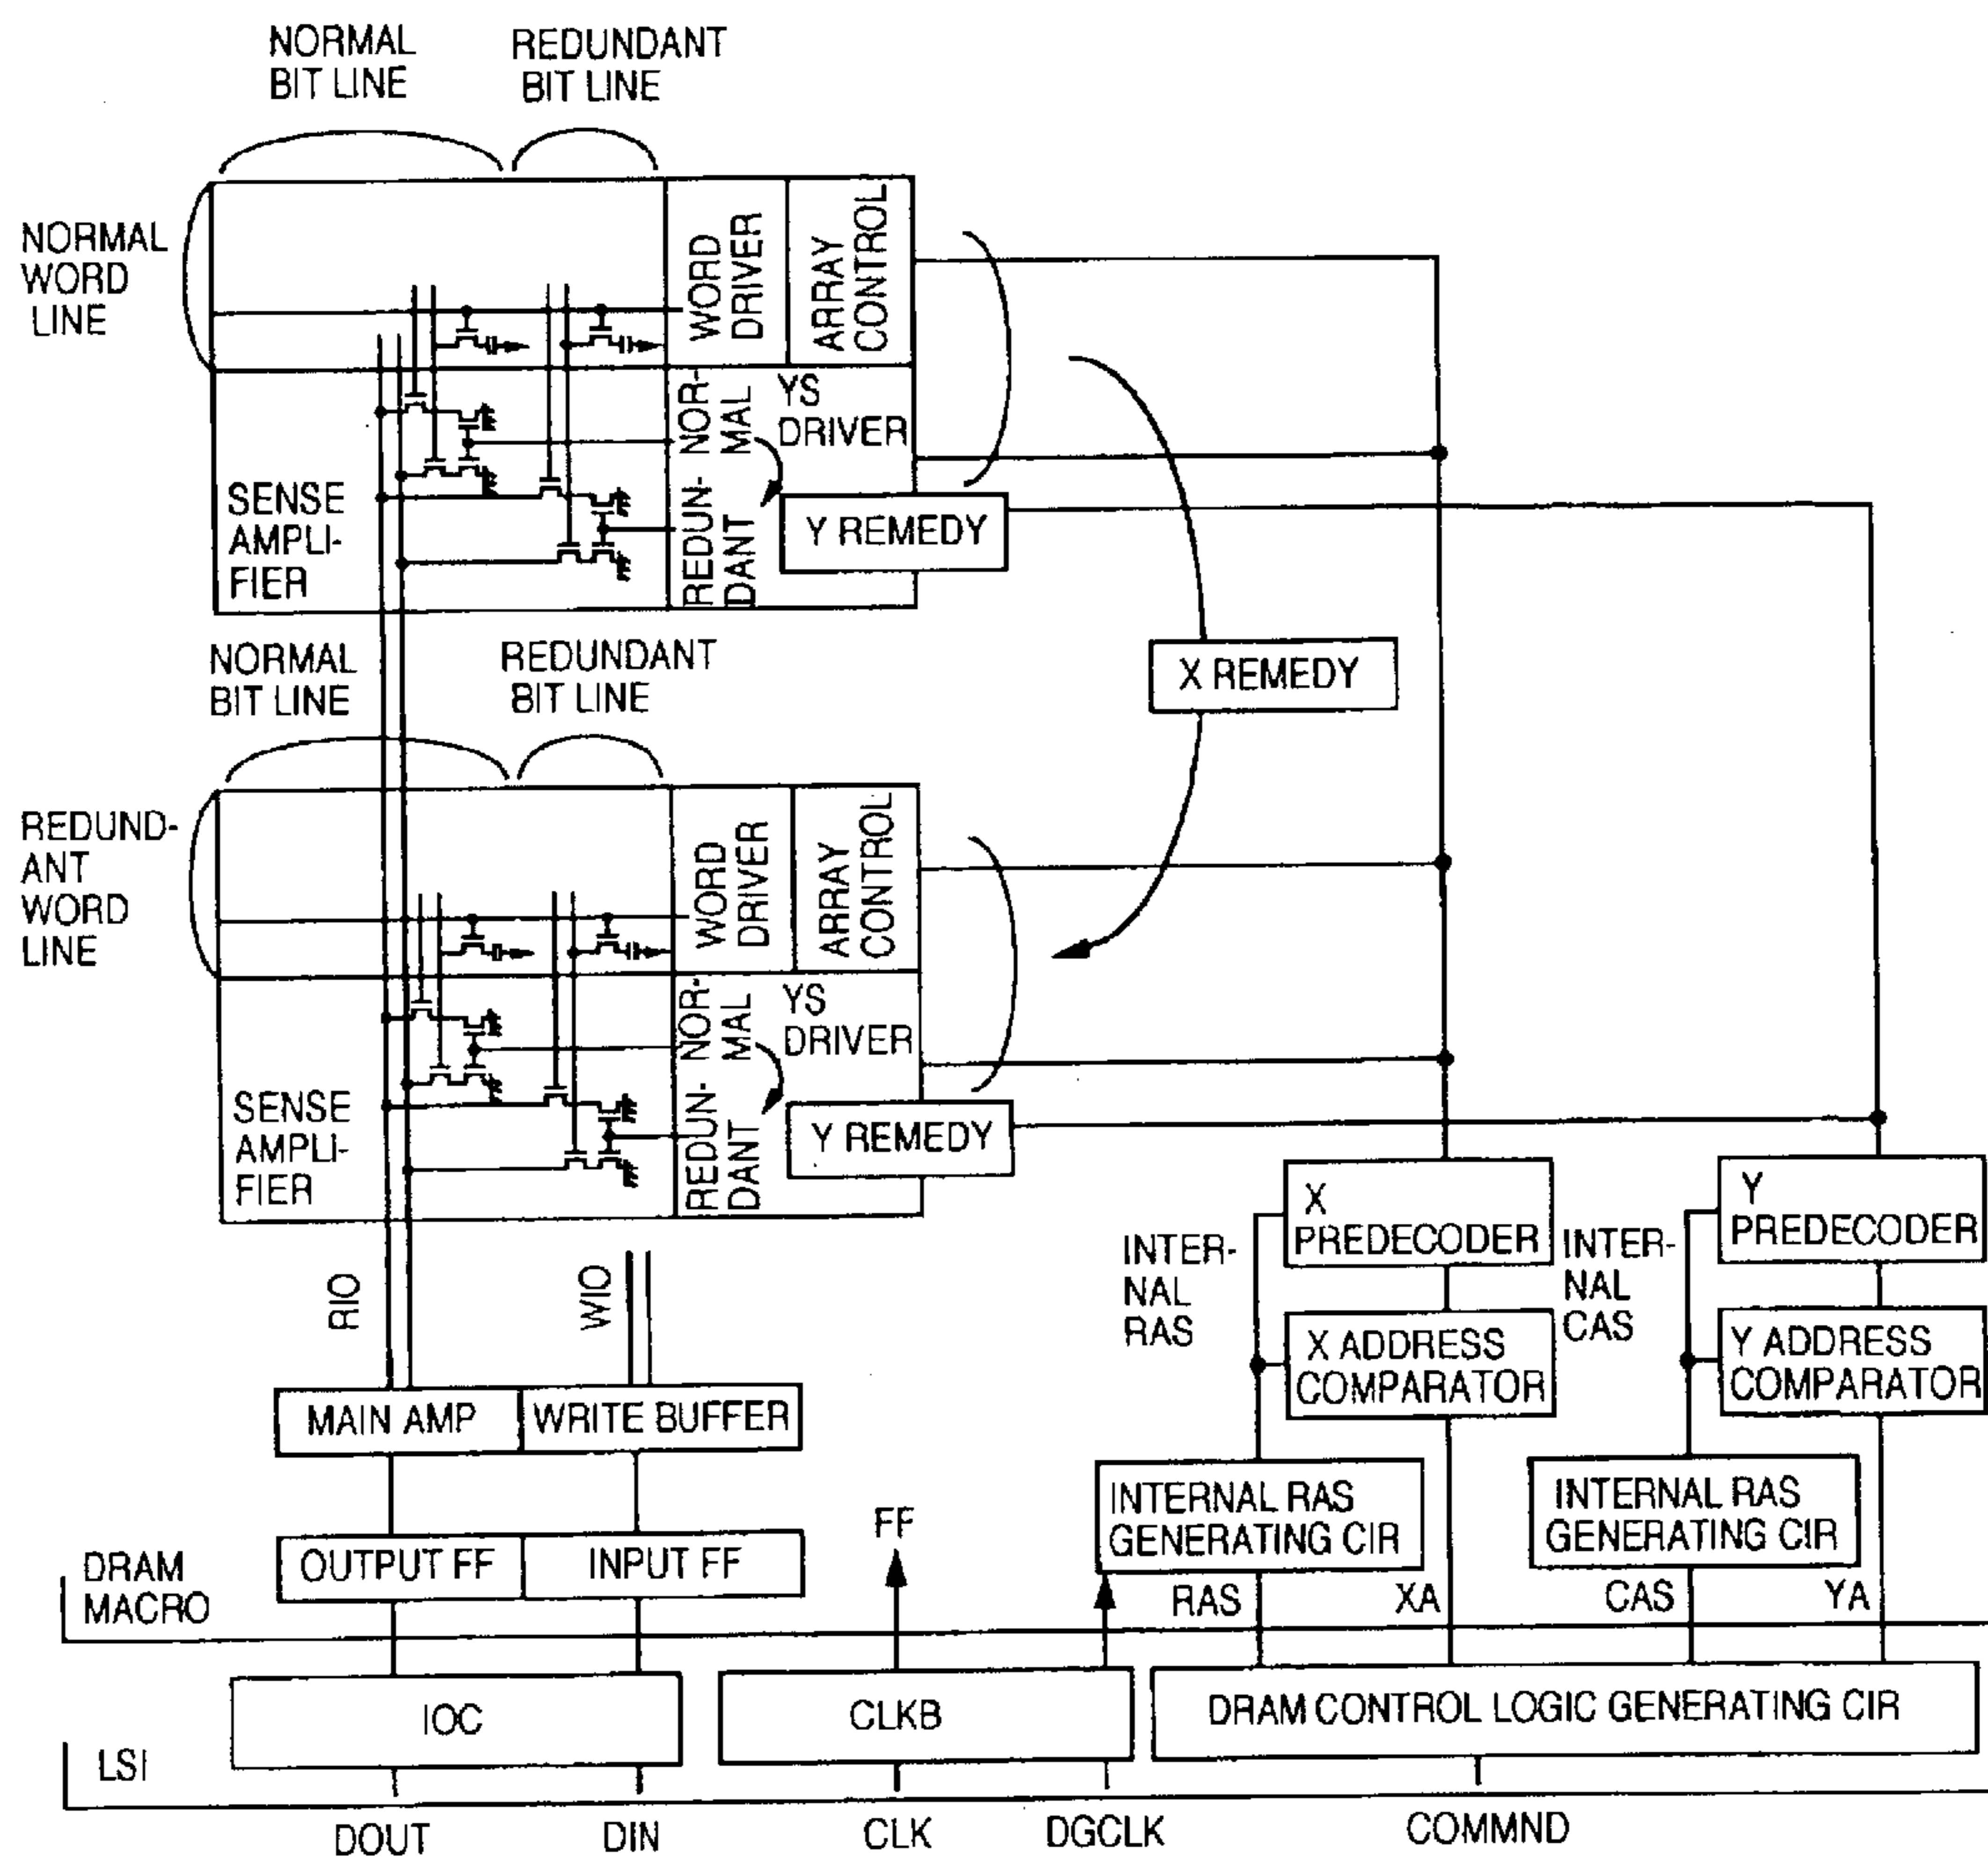 NORMAL
BIT LINE
REDUNDANT
BIT LINE
NORMAL
WORD
LINE
WORD
DRIVER
ARRAY
CONTROL
NOR-
MAL
YS
DRIVER
REDUN-
DANT
Y REMEDY
SENSE
AMPLI-
FIER
NORMAL
BIT LINE
REDUNDANT
BIT LINE
X REMEDY
REDUND-
ANT
WORD
LINE
WORD
DRIVER
ARRAY
CONTROL
NOR-
MAL
YS
DRIVER
REDUN-
DANT
Y REMEDY
SENSE
AMPLI-
FIER
RIO
WIO
INTER-
NAL
RAS
X
PREDECODER
INTER-
NAL
CAS
Y
PREDECODER
X ADDRESS
COMPARATOR
Y ADDRESS
COMPARATOR
MAIN AMP
WRITE BUFFER
INTERNAL RAS
GENERATING CIR
INTERNAL RAS
GENERATING CIR
FF
DRAM
MACRO
OUTPUT FF
INPUT FF
RAS
XA
CAS
YA
IOC
CLKB
DRAM CONTROL LOGIC GENERATING CIR
LSI
DOUT
DIN
CLK
DGCLK
COMMND